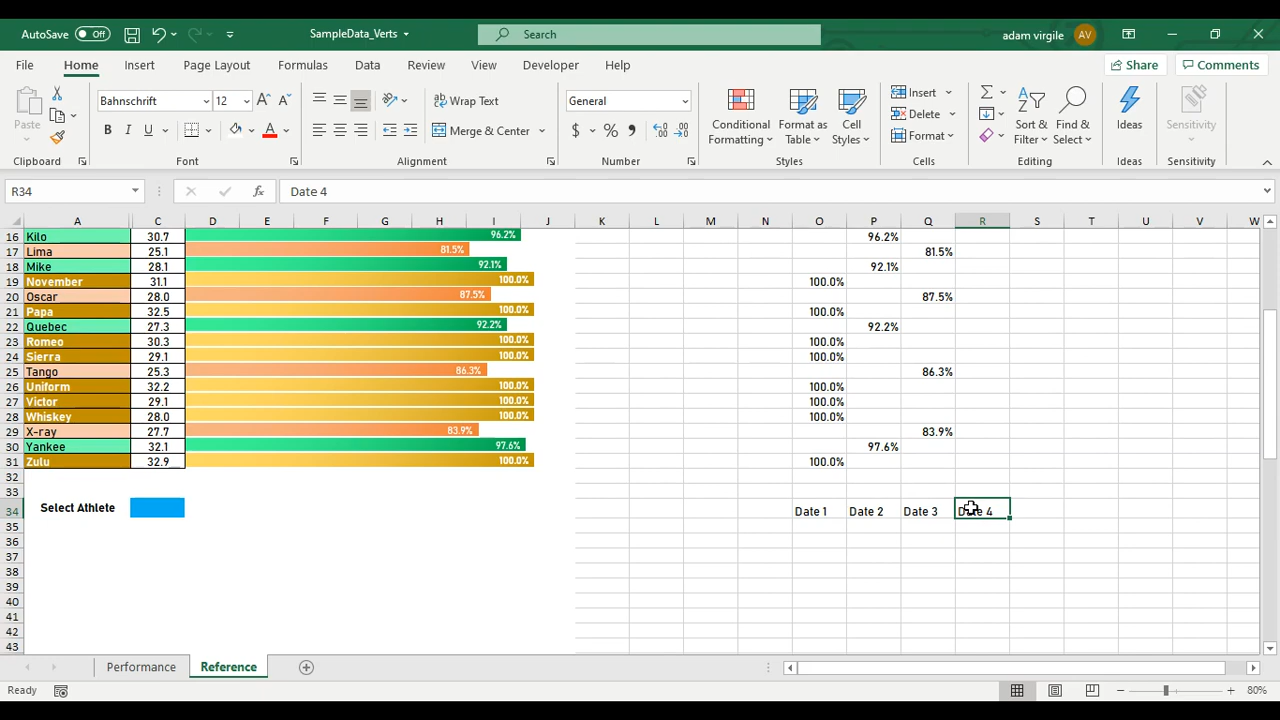 AutoSave Off SampleData_Verts Search adam virgile AV
File Home Insert Page Layout Formulas Data Review View Developer Help Share Comments
Bahnschrift 12 Wrap Text General Insert
Paste B I U Merge & Center $ % Conditional Formatting Format as Table Cell Styles Delete Format Sort & Filter Find & Select Ideas Sensitivity
Clipboard Font Alignment Number Styles Cells Editing Ideas Sensitivity
R34 fx Date 4
A C D E F G H I J K L M N O P Q R S T U V W
16 Kilo 30.7 96.2% 96.2%
17 Lima 25.1 81.5% 81.5%
18 Mike 28.1 92.1% 92.1%
19 November 31.1 100.0% 100.0%
20 Oscar 28.0 87.5% 87.5%
21 Papa 32.5 100.0% 100.0%
22 Quebec 27.3 92.2% 92.2%
23 Romeo 30.3 100.0% 100.0%
24 Sierra 29.1 100.0% 100.0%
25 Tango 25.3 86.3% 86.3%
26 Uniform 32.2 100.0% 100.0%
27 Victor 29.1 100.0% 100.0%
28 Whiskey 28.0 100.0% 100.0%
29 X-ray 27.7 83.9% 83.9%
30 Yankee 32.1 97.6% 97.6%
31 Zulu 32.9 100.0% 100.0%
32
33
34 Select Athlete Date 1 Date 2 Date 3 Date 4
35
36
37
38
39
40
41
42
43
Performance Reference
Ready 80%